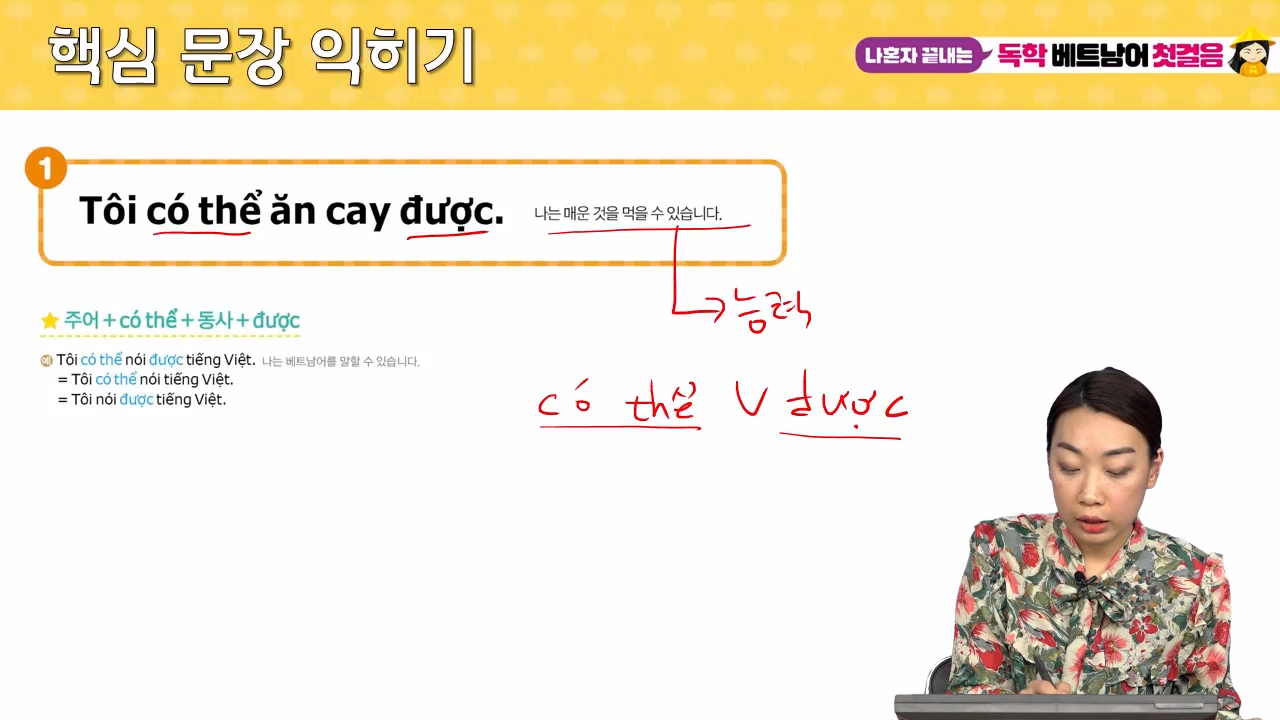 핵심 문장 익히기
나혼자 끝내는 독학 베트남어 첫걸음
1
Tôi có thể ăn cay được. 나는 매운 것을 먹을 수 있습니다.
능력
주어 + có thể + 동사 + được
예 Tôi có thể nói được tiếng Việt. 나는 베트남어를 말할 수 있습니다.
= Tôi có thể nói tiếng Việt.
= Tôi nói được tiếng Việt.
có thể V được